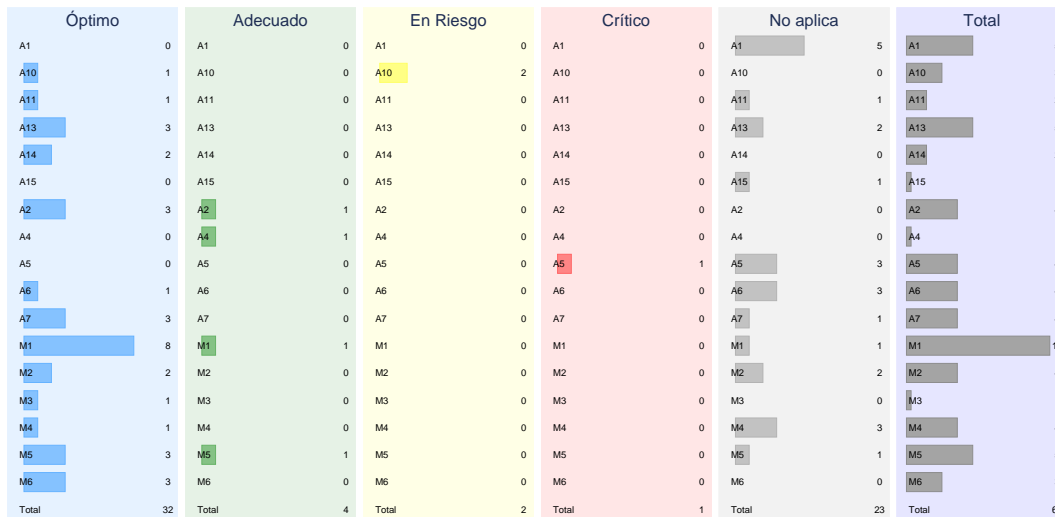 Óptimo Adecuado En Riesgo Crítico No aplica Total
A1 0 A1 0 A1 0 A1 0 A1 5 A1
A10 1 A10 0 A10 2 A10 0 A10 0 A10
A11 1 A11 0 A11 0 A11 0 A11 1 A11
A13 3 A13 0 A13 0 A13 0 A13 2 A13
A14 2 A14 0 A14 0 A14 0 A14 0 A14
A15 0 A15 0 A15 0 A15 0 A15 1 A15
A2 3 A2 1 A2 0 A2 0 A2 0 A2
A4 0 A4 1 A4 0 A4 0 A4 0 A4
A5 0 A5 0 A5 0 A5 1 A5 3 A5
A6 1 A6 0 A6 0 A6 0 A6 3 A6
A7 3 A7 0 A7 0 A7 0 A7 1 A7
M1 8 M1 1 M1 0 M1 0 M1 1 M1
M2 2 M2 0 M2 0 M2 0 M2 2 M2
M3 1 M3 0 M3 0 M3 0 M3 0 M3
M4 1 M4 0 M4 0 M4 0 M4 3 M4
M5 3 M5 1 M5 0 M5 0 M5 1 M5
M6 3 M6 0 M6 0 M6 0 M6 0 M6
Total 32 Total 4 Total 2 Total 1 Total 23 Total